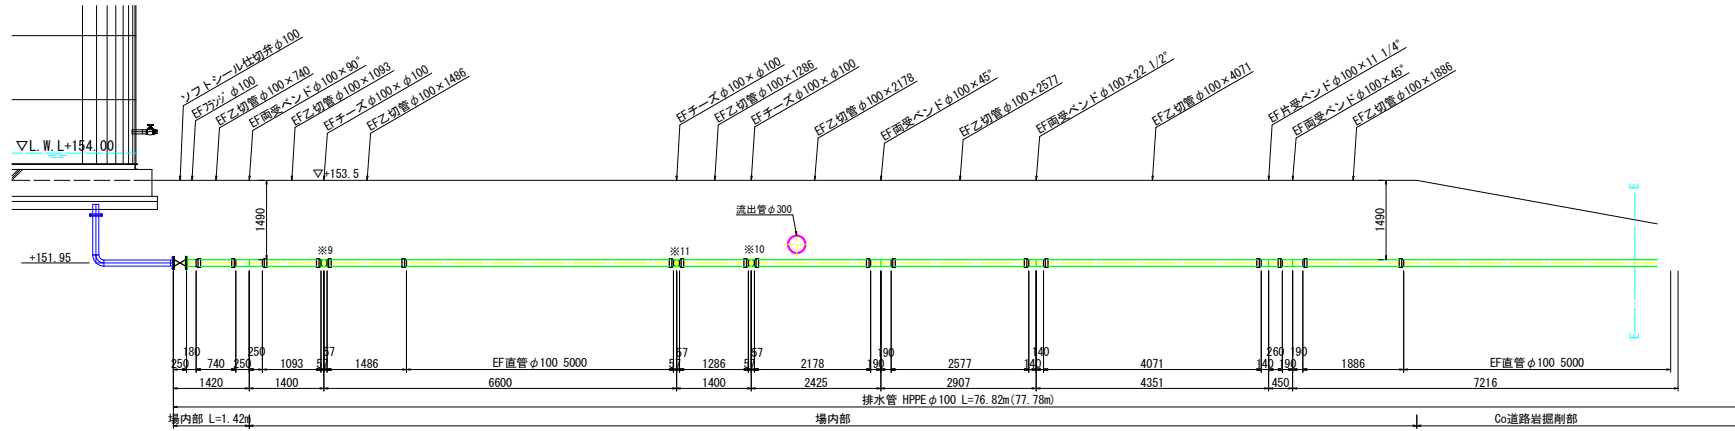 ソフトシール仕切弁φ100
EFフランジ φ100
EF乙切管φ100×740
EF両受ベンドφ100×90°
EF乙切管φ100×1093
EFチーズφ100×φ100
EF乙切管φ100×1486
EFチーズφ100×φ100
EF乙切管φ100×1286
EFチーズφ100×φ100
EF乙切管φ100×2178
EF両受ベンドφ100×45°
EF乙切管φ100×2577
EF両受ベンドφ100×22 1/2°
EF乙切管φ100×4071
EF片受ベンドφ100×11 1/4°
EF両受ベンドφ100×45°
EF乙切管φ100×1886
▽L.W.L+154.00
▽+153.5
1490
流出管φ300
1490
E
※9
※11
※10
+151.95
E
180
250
57
57
57
190
140
260
190
250
740
250
1093
57
1486
EF直管φ100 5000
57
1286
57
2178
190
2577
140
4071
140
190
1886
EF直管φ100 5000
1420
1400
6600
1400
2425
2907
4351
450
7216
排水管 HPPEφ100 L=76.82m(77.78m)
場内部 L=1.42m
場内部
Co道路岩掘削部